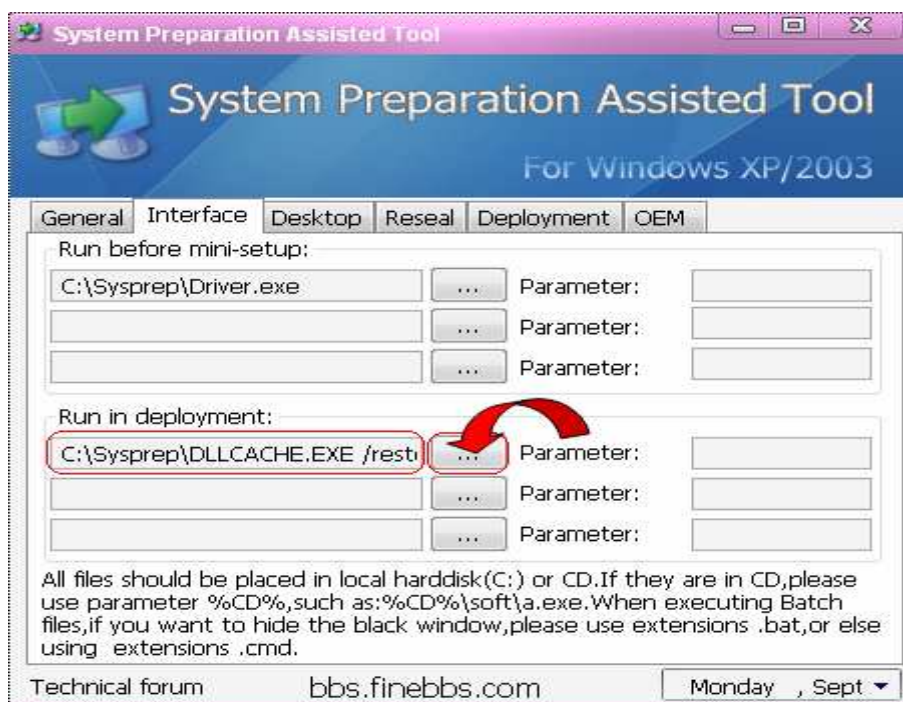 System Preparation Assisted Tool
System Preparation Assisted Tool
For Windows XP/2003
General Interface Desktop Reseal Deployment OEM
Run before mini-setup:
C:\Sysprep\Driver.exe ... Parameter:
... Parameter:
... Parameter:
Run in deployment:
C:\Sysprep\DLLCACHE.EXE /rest ... Parameter:
... Parameter:
... Parameter:
All files should be placed in local harddisk(C:) or CD.If they are in CD,please
use parameter %CD%,such as:%CD%\soft\a.exe.When executing Batch
files,if you want to hide the black window,please use extensions .bat,or else
using extensions .cmd.
Technical forum bbs.finebbs.com Monday , Sept